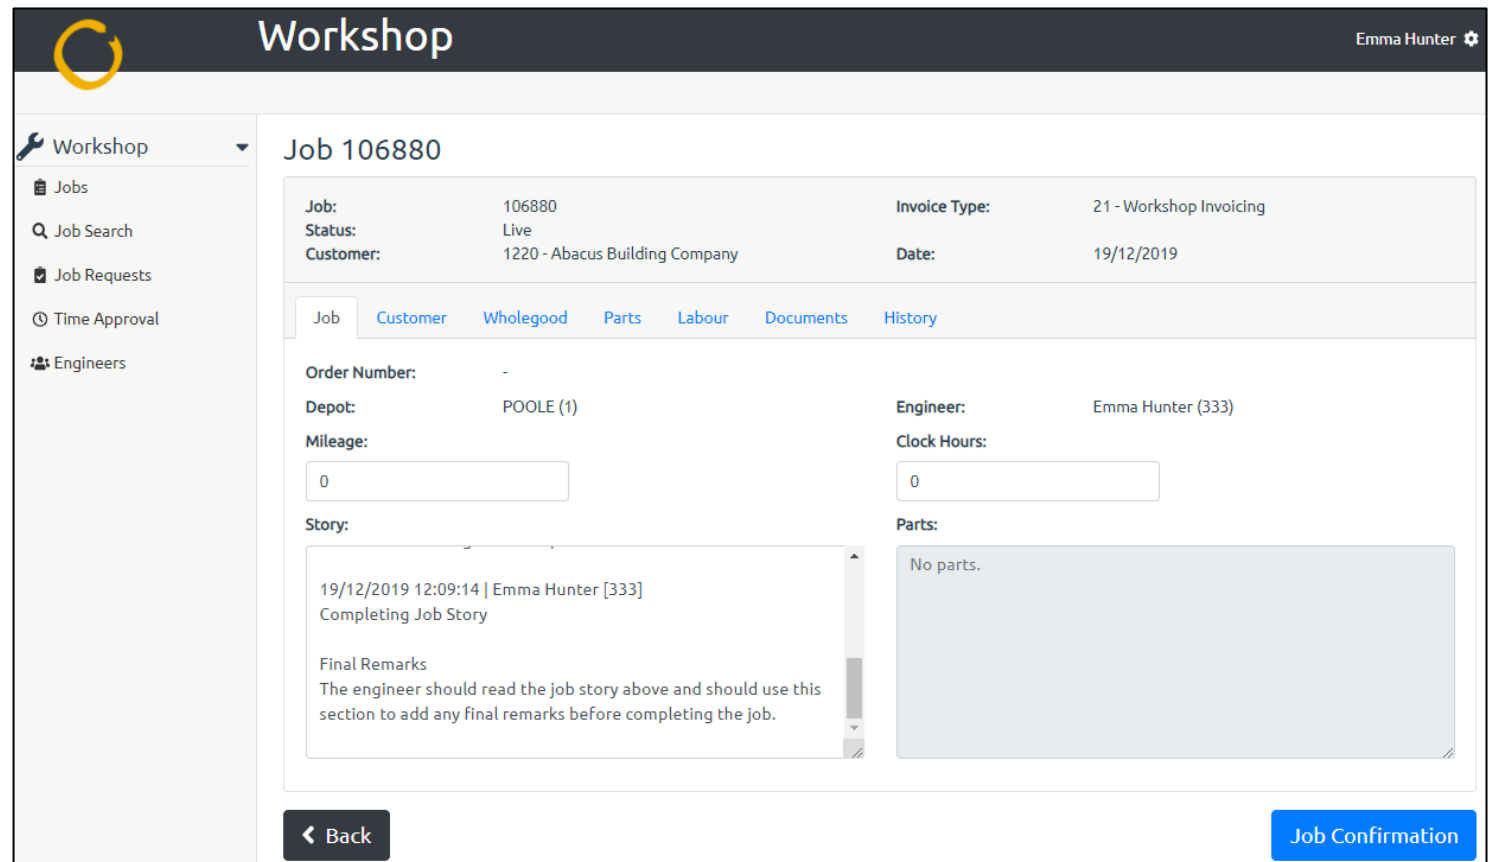 Workshop
Emma Hunter
Workshop
Jobs
Job Search
Job Requests
Time Approval
Engineers
Job 106880
Job: 106880 Invoice Type: 21 - Workshop Invoicing
Status: Live
Customer: 1220 - Abacus Building Company Date: 19/12/2019
Job Customer Wholegood Parts Labour Documents History
Order Number: -
Depot: POOLE (1) Engineer: Emma Hunter (333)
Mileage: Clock Hours:
0 0
Story: Parts:
No parts.
19/12/2019 12:09:14 | Emma Hunter [333]
Completing Job Story
Final Remarks
The engineer should read the job story above and should use this
section to add any final remarks before completing the job.
Back Job Confirmation